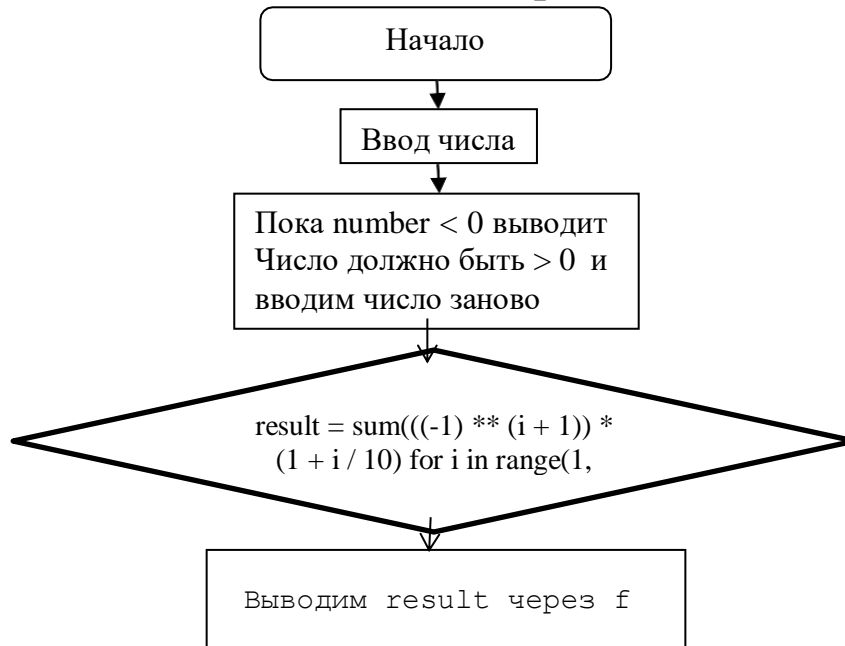 Начало
Ввод числа
Пока number < 0 выводит
Число должно быть > 0 и
вводим число заново
result = sum(((-1) ** (i + 1)) *
(1 + i / 10) for i in range(1,
Выводим result через f